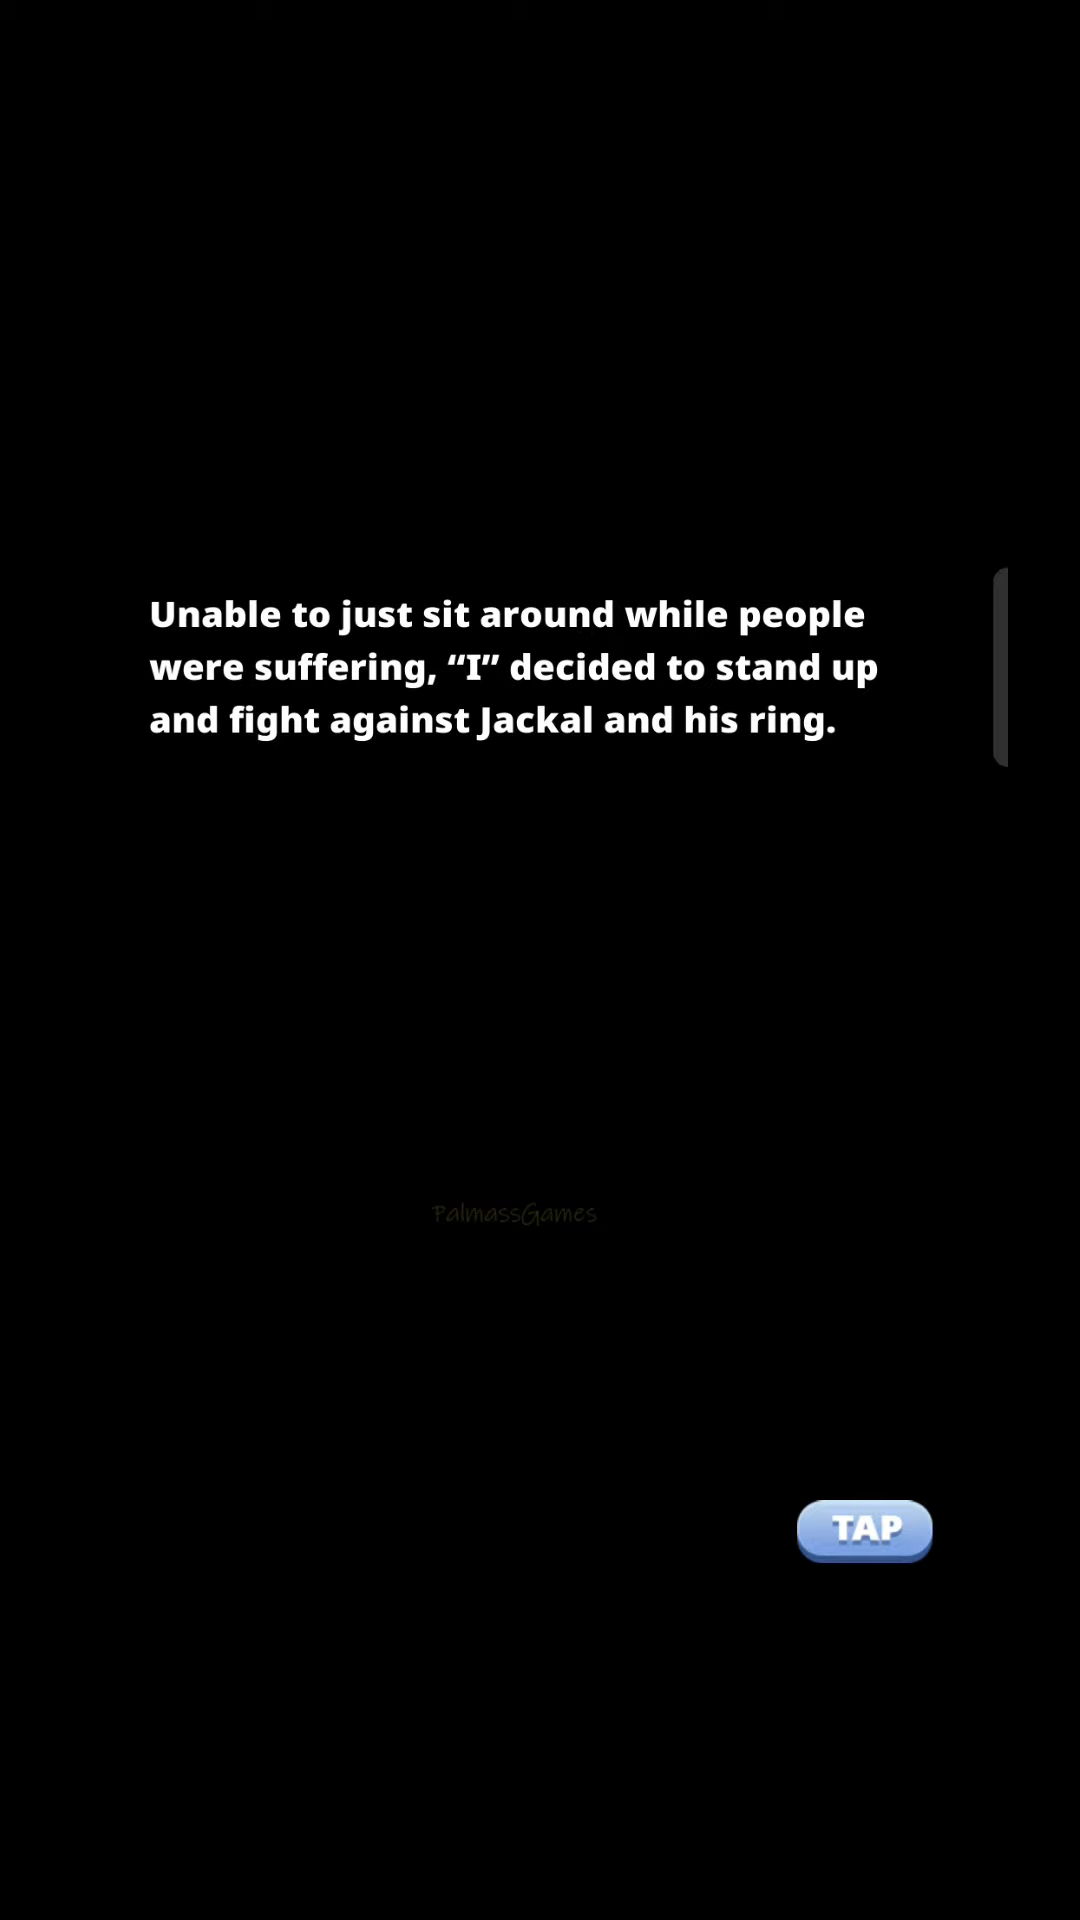 Unable to just sit around while people
were suffering, “I” decided to stand up
and fight against Jackal and his ring.
PalmassGames
TAP